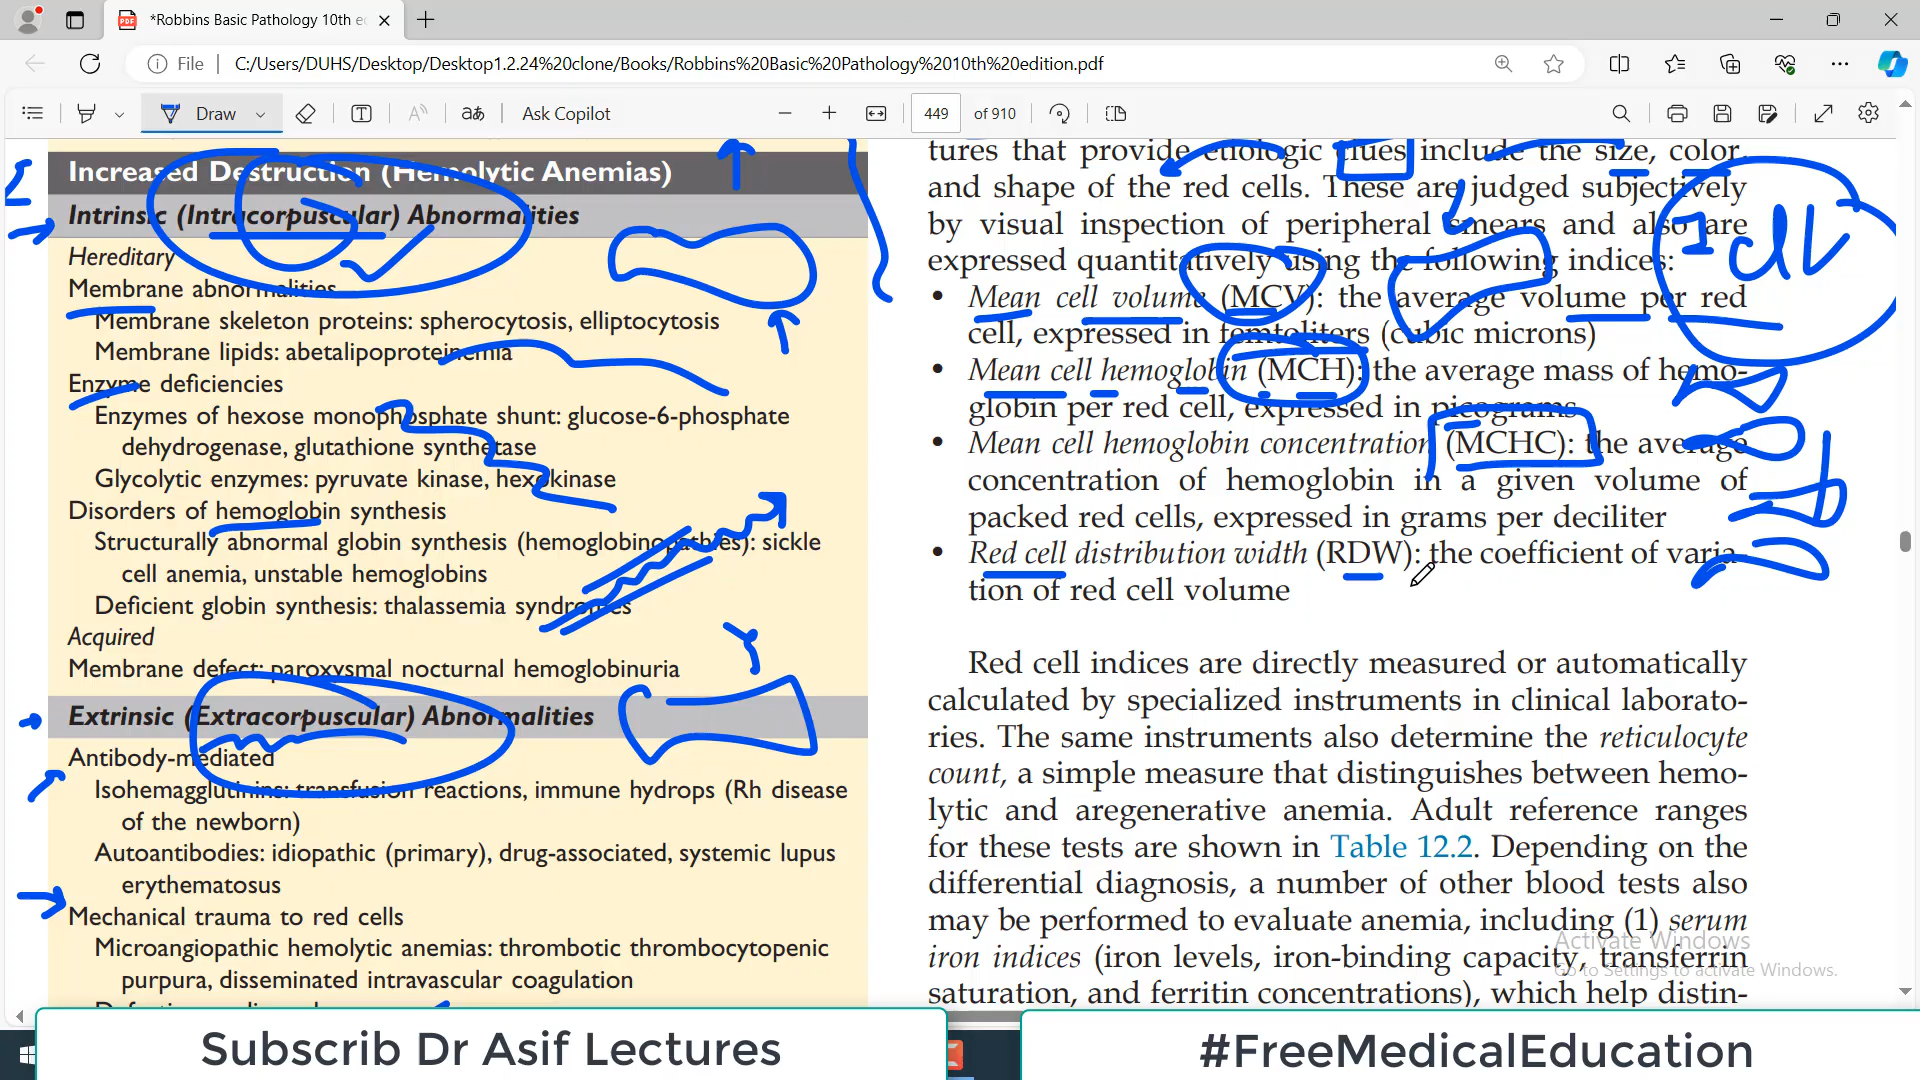 *Robbins Basic Pathology 10th e
File
C:/Users/DUHS/Desktop/Desktop1.2.24%20clone/Books/Robbins%20Basic%20Pathology%2010th%20edition.pdf
Draw
Ask Copilot
449 of 910
Increased Destruction (Hemolytic Anemias)
Intrinsic (Intracorpuscular) Abnormalities
Hereditary
Membrane abnormalities
Membrane skeleton proteins: spherocytosis, elliptocytosis
Membrane lipids: abetalipoproteinemia
Enzyme deficiencies
Enzymes of hexose monophosphate shunt: glucose-6-phosphate
dehydrogenase, glutathione synthetase
Glycolytic enzymes: pyruvate kinase, hexokinase
Disorders of hemoglobin synthesis
Structurally abnormal globin synthesis (hemoglobinopathies): sickle
cell anemia, unstable hemoglobins
Deficient globin synthesis: thalassemia syndromes
Acquired
Membrane defect: paroxysmal nocturnal hemoglobinuria
Extrinsic (Extracorpuscular) Abnormalities
Antibody-mediated
Isohemagglutinins: transfusion reactions, immune hydrops (Rh disease
of the newborn)
Autoantibodies: idiopathic (primary), drug-associated, systemic lupus
erythematosus
Mechanical trauma to red cells
Microangiopathic hemolytic anemias: thrombotic thrombocytopenic
purpura, disseminated intravascular coagulation
tures that provide etiologic clues include the size, color,
and shape of the red cells. These are judged subjectively
by visual inspection of peripheral smears and also are
expressed quantitatively using the following indices:
1 dL
• Mean cell volume (MCV): the average volume per red
cell, expressed in femtoliters (cubic microns)
• Mean cell hemoglobin (MCH): the average mass of hemo-
globin per red cell, expressed in picograms
• Mean cell hemoglobin concentration (MCHC): the average
concentration of hemoglobin in a given volume of
packed red cells, expressed in grams per deciliter
• Red cell distribution width (RDW): the coefficient of varia-
tion of red cell volume
Red cell indices are directly measured or automatically
calculated by specialized instruments in clinical laborato-
ries. The same instruments also determine the reticulocyte
count, a simple measure that distinguishes between hemo-
lytic and aregenerative anemia. Adult reference ranges
for these tests are shown in Table 12.2. Depending on the
differential diagnosis, a number of other blood tests also
may be performed to evaluate anemia, including (1) serum
iron indices (iron levels, iron-binding capacity, transferrin
saturation, and ferritin concentrations), which help distin-
Activate Windows
Go to Settings to activate Windows.
Subscrib Dr Asif Lectures
#FreeMedicalEducation